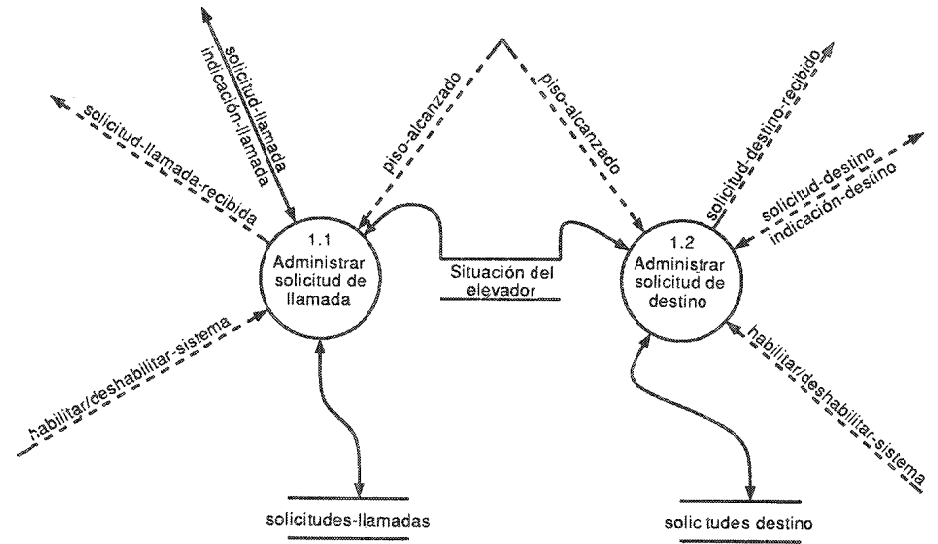 solicitud-llamada
indicación-llamada
solicitud-llamada-recibida
piso-alcanzado
piso-alcanzado
solicitud-destino-recibido
solicitud-destino
indicación-destino
1.1
Administrar
solicitud de
llamada
Situación del
elevador
1.2
Administrar
solicitud de
destino
habilitar/deshabilitar-sistema
habilitar/deshabilitar-sistema
solicitudes-llamadas
solicitudes destino